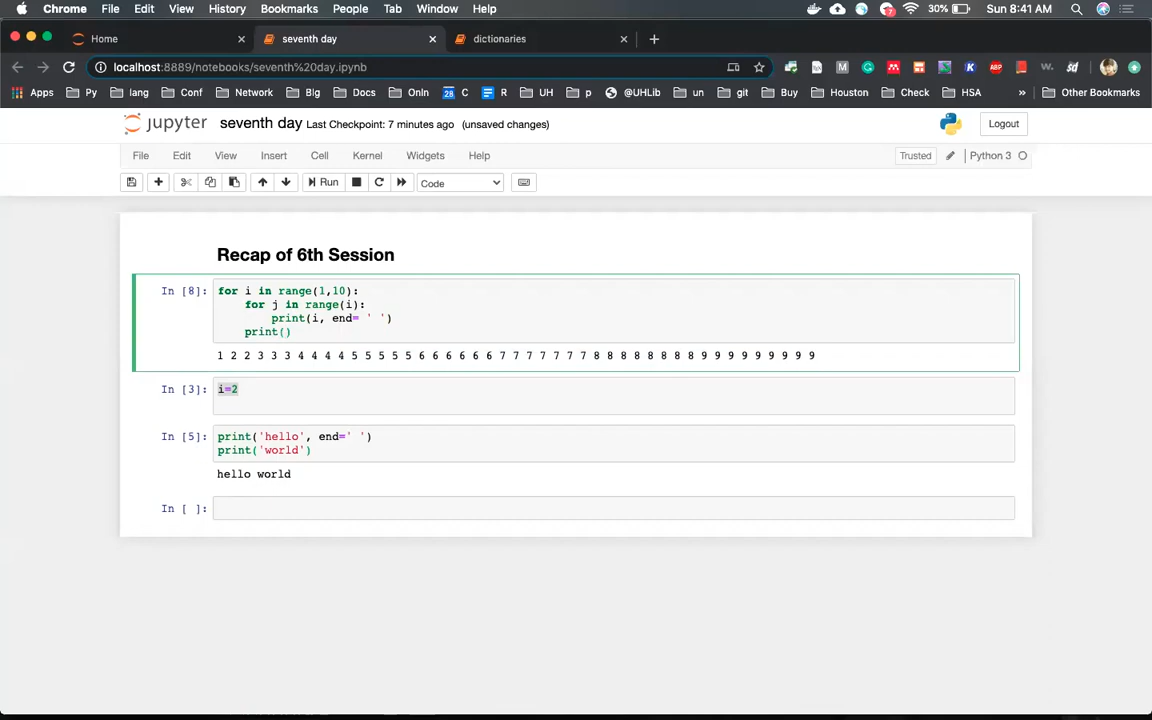 Chrome File Edit View History Bookmarks People Tab Window Help 7 30% Sun 8:41 AM
Home seventh day dictionaries
localhost:8889/notebooks/seventh%20day.ipynb
Apps Py lang Conf Network Blg Docs OnIn 28 C R UH p @UHLib un git Buy Houston Check HSA » Other Bookmarks
jupyter seventh day Last Checkpoint: 7 minutes ago (unsaved changes) Logout
File Edit View Insert Cell Kernel Widgets Help Trusted Python 3
Run Code
Recap of 6th Session
In [8]: for i in range(1,10):
for j in range(i):
print(i, end= ' ')
print()
1 2 2 3 3 3 4 4 4 4 5 5 5 5 5 6 6 6 6 6 6 7 7 7 7 7 7 7 8 8 8 8 8 8 8 8 9 9 9 9 9 9 9 9 9
In [3]: i=2
In [5]: print('hello', end=' ')
print('world')
hello world
In [ ]: